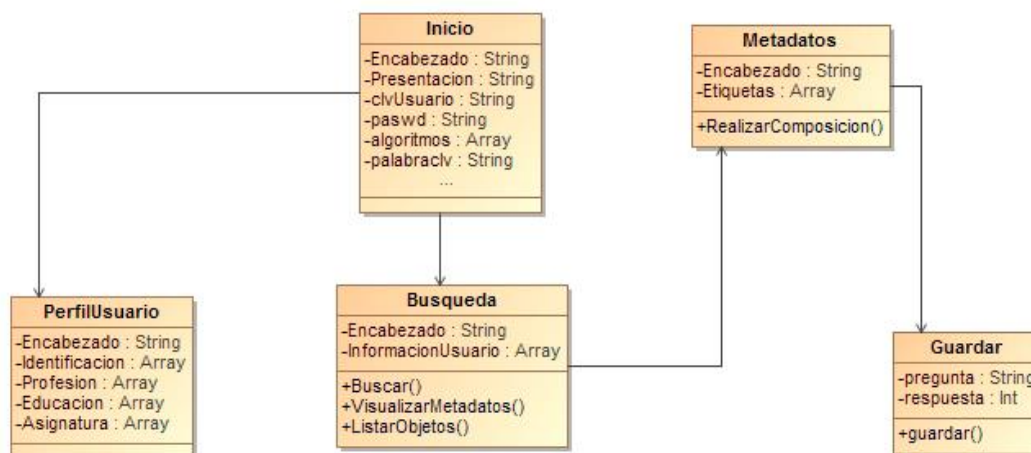 Inicio
-Encabezado : String
-Presentacion : String
-clvUsuario : String
-paswd : String
-algoritmos : Array
-palabraclv : String
...
Metadatos
-Encabezado : String
-Etiquetas : Array
+RealizarComposicion()
PerfilUsuario
-Encabezado : String
-Identificacion : Array
-Profesion : Array
-Educacion : Array
-Asignatura : Array
Busqueda
-Encabezado : String
-InformacionUsuario : Array
+Buscar()
+VisualizarMetadatos()
+ListarObjetos()
Guardar
-pregunta : String
-respuesta : Int
+guardar()